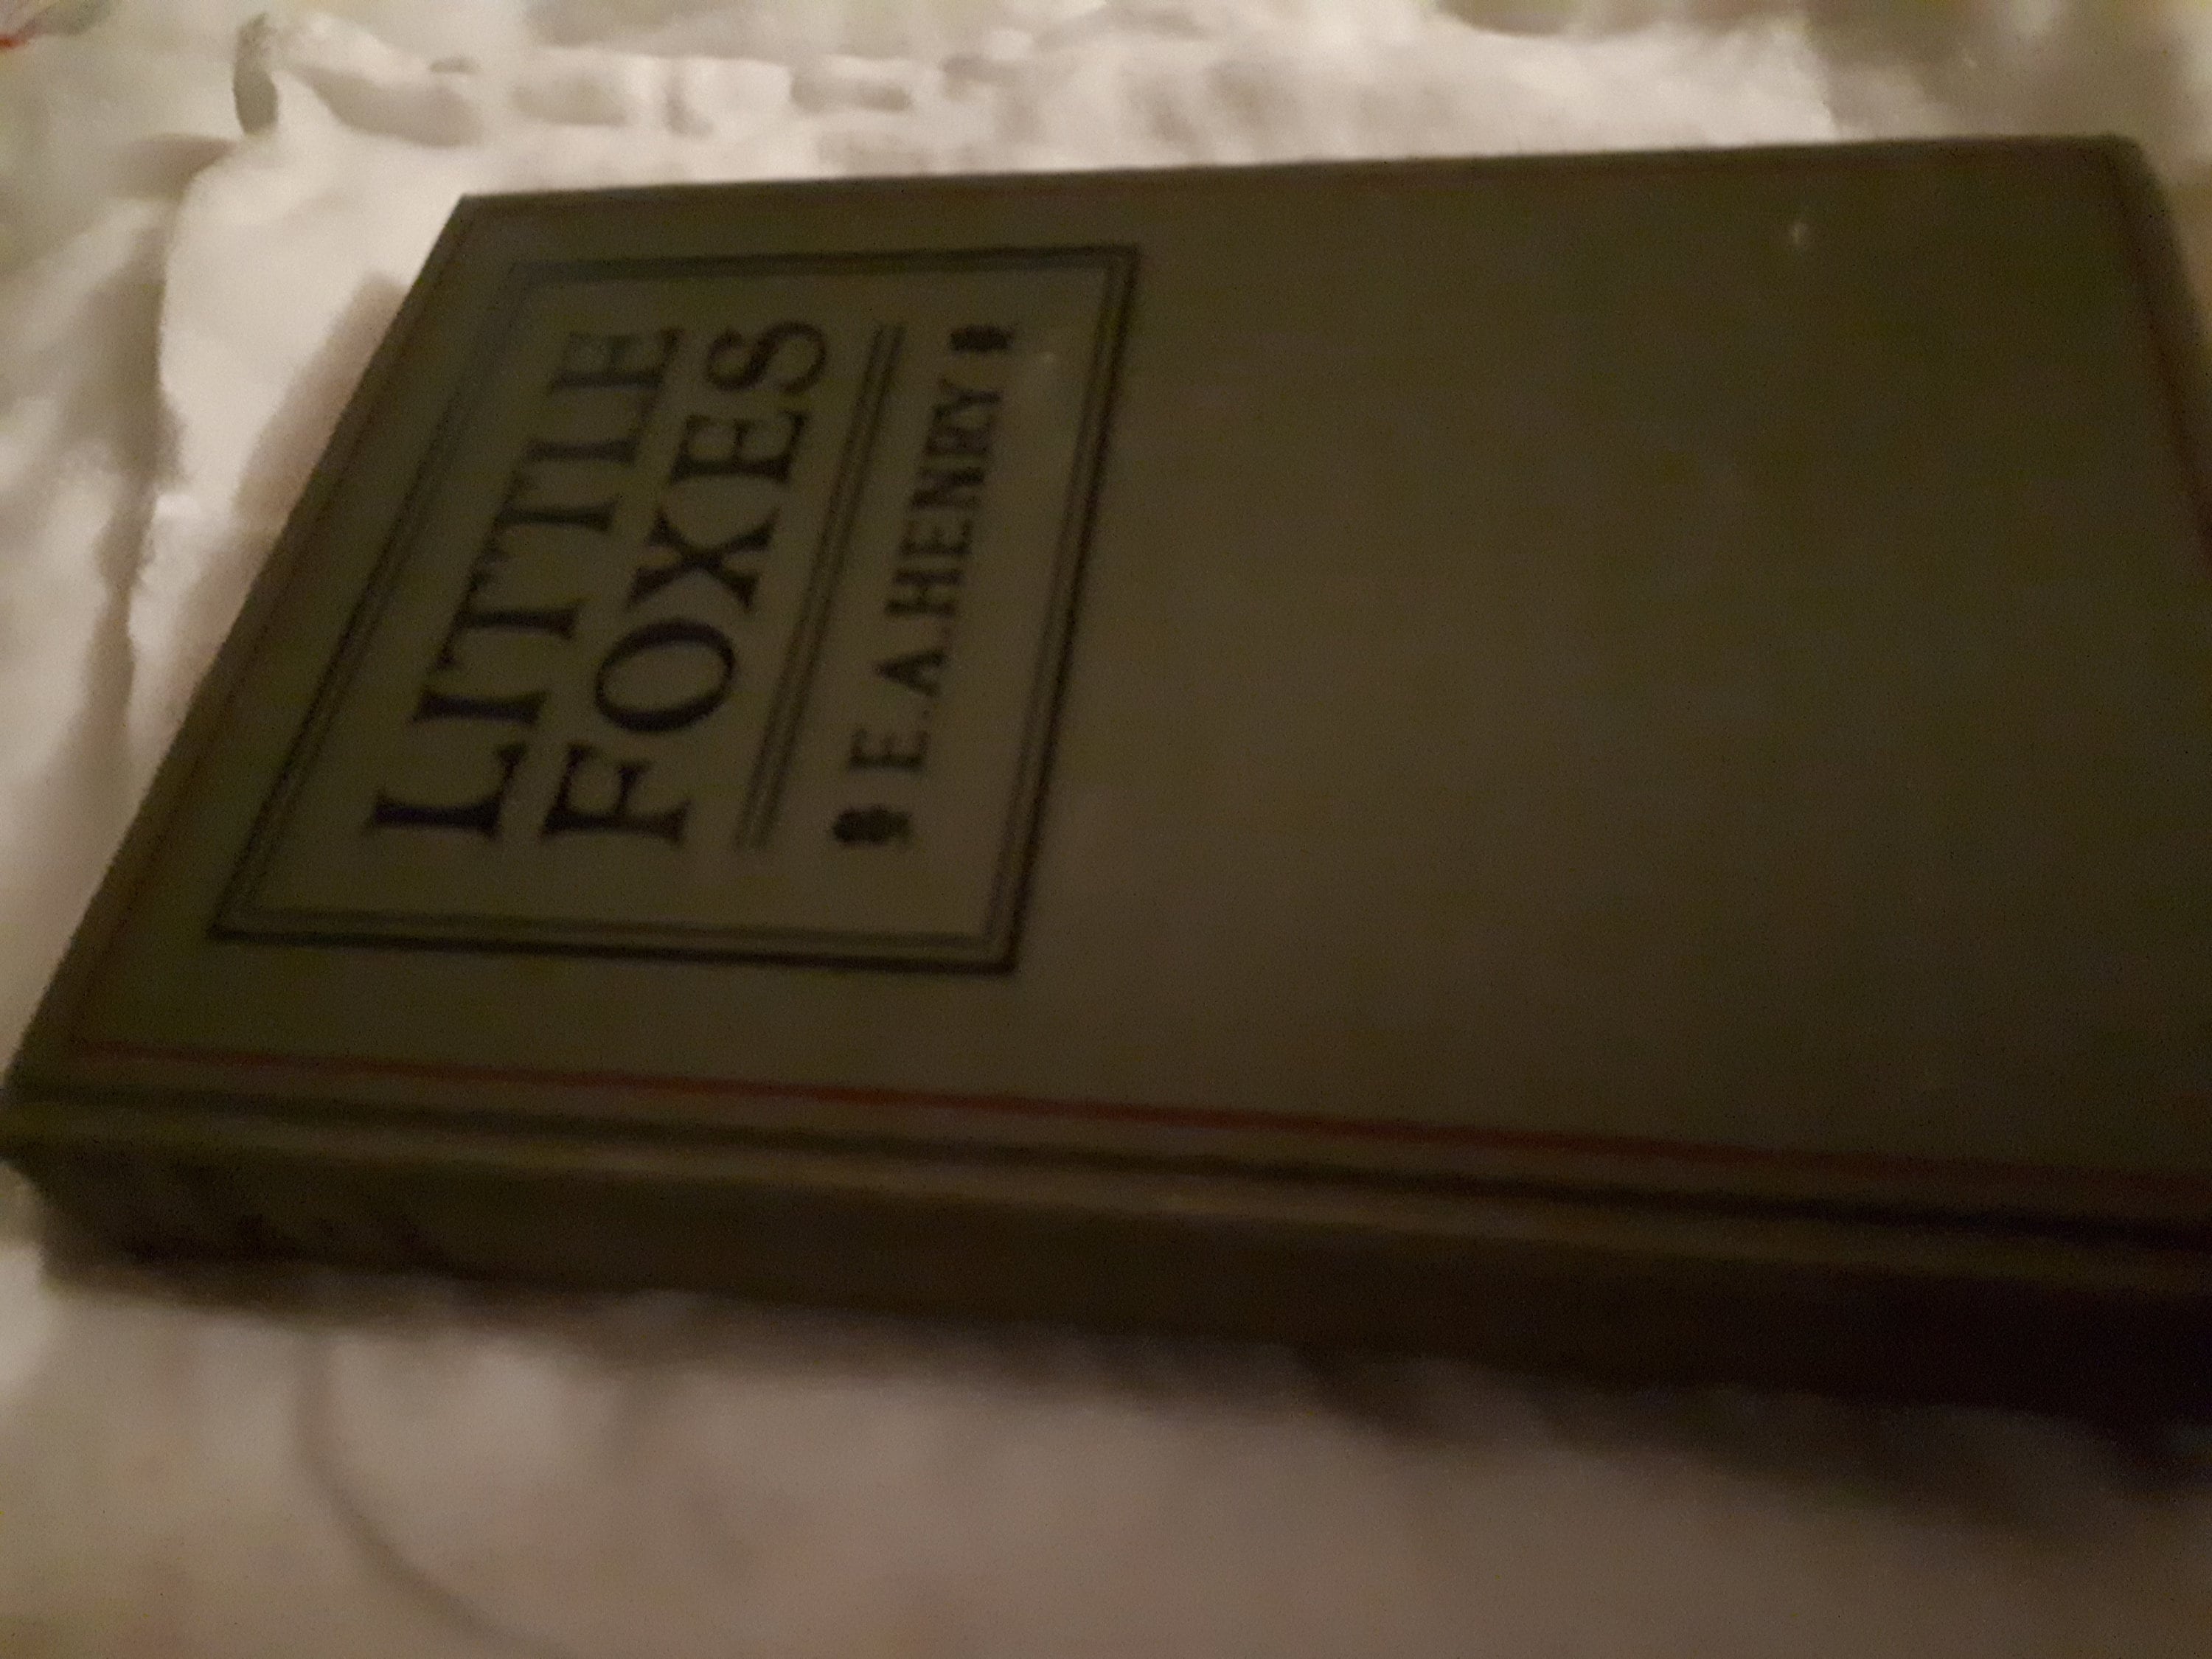 LITTLE
FOXES
E. A. HENRY